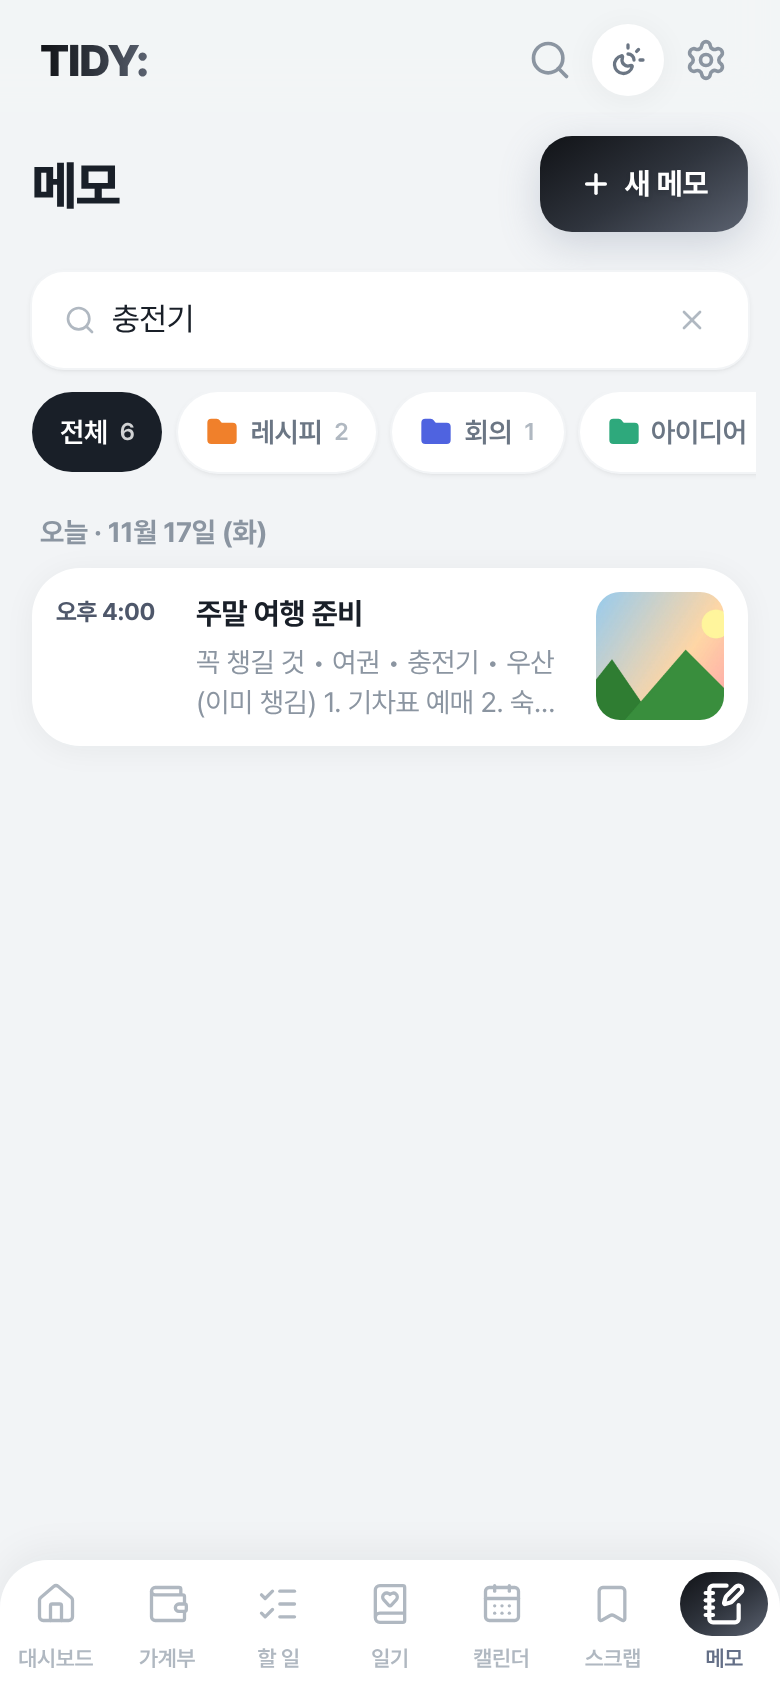 TIDY:
메모
+ 새 메모
충전기
전체 6
레시피 2
회의 1
아이디어
오늘 · 11월 17일 (화)
오후 4:00
주말 여행 준비
꼭 챙길 것 • 여권 • 충전기 • 우산
(이미 챙김) 1. 기차표 예매 2. 숙...
대시보드
가계부
할 일
일기
캘린더
스크랩
메모